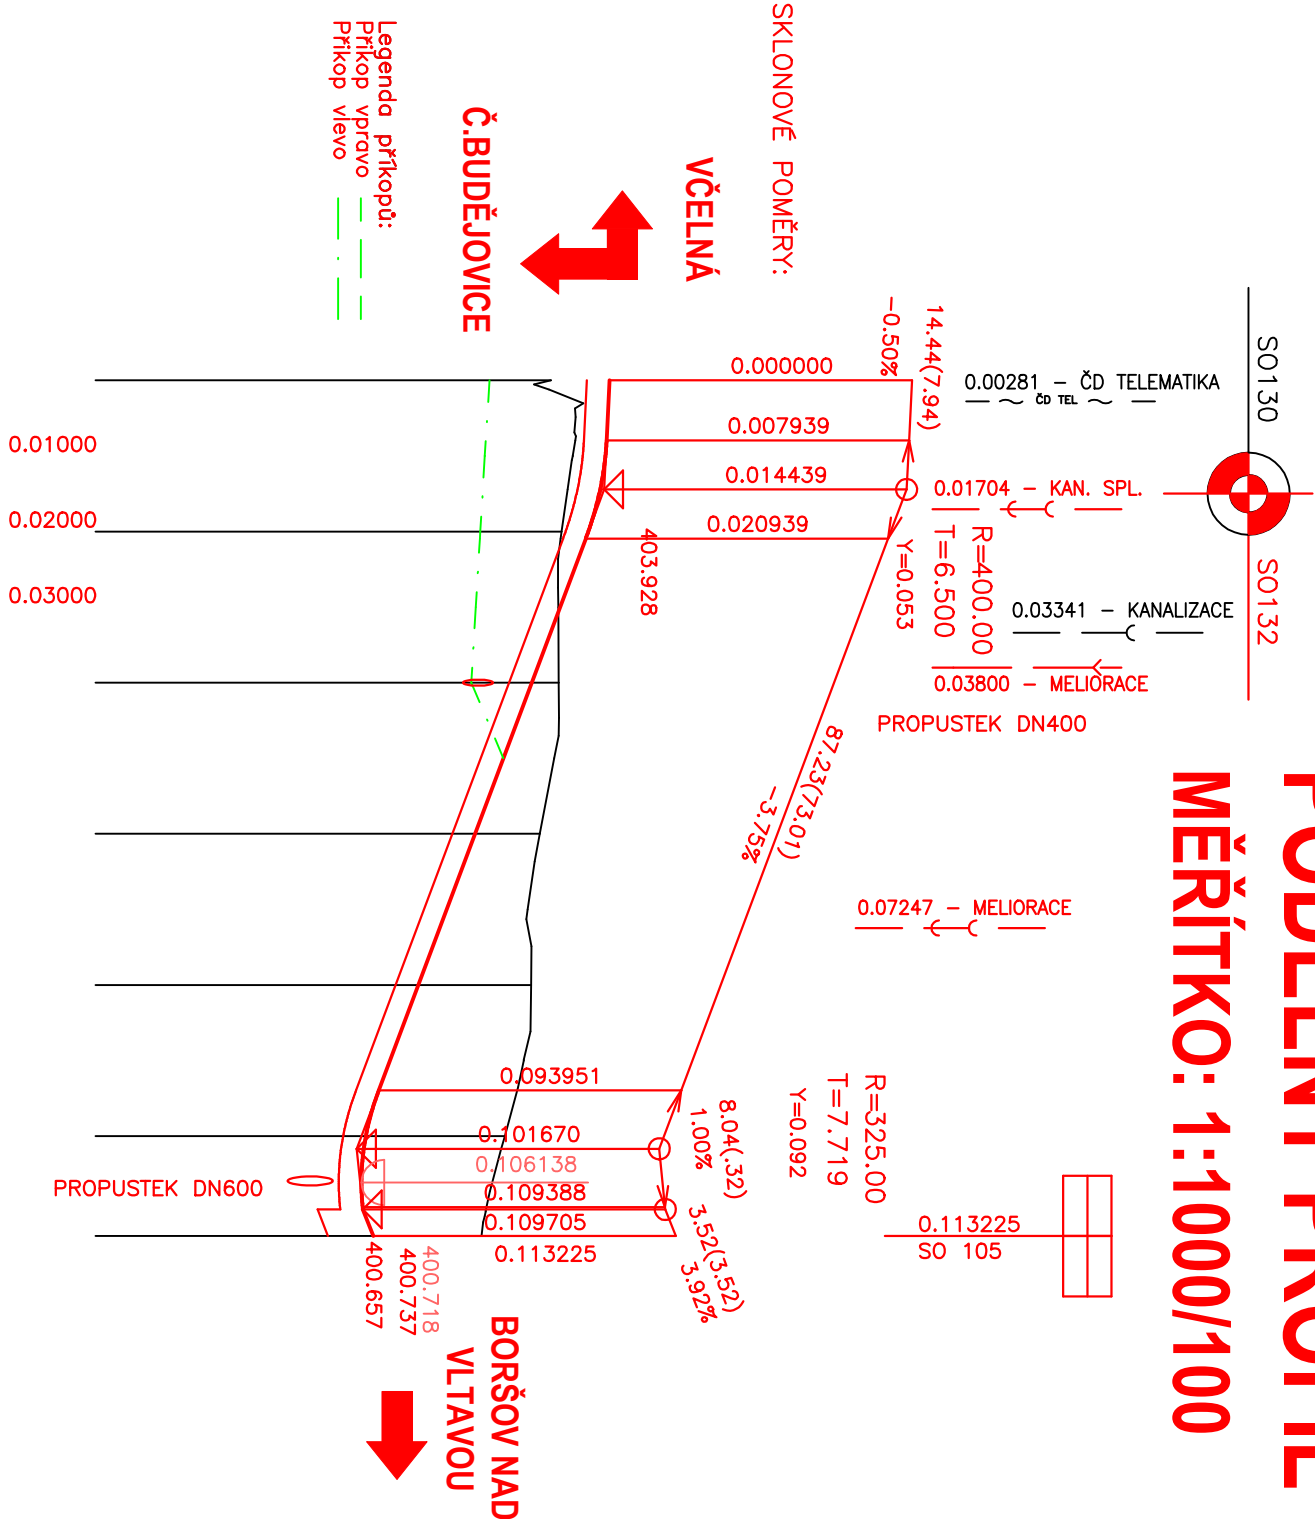 PODÉLNÝ PROFIL
MĚŘÍTKO: 1:1000/100
SO130
SO132
0.00281 – ČD TELEMATIKA
ČD TEL
0.01704 – KAN. SPL.
R=400.00
T=6.500
Y=0.053
0.03341 – KANALIZACE
0.03800 – MELIORACE
PROPUSTEK DN400
0.07247 – MELIORACE
R=325.00
T=7.719
Y=0.092
0.113225
SO 105
SKLONOVÉ POMĚRY:
14.44(7.94)
-0.50%
87.23(73.01)
-3.75%
8.04(.32)
1.00%
3.52(3.52)
3.92%
VČELNÁ
Č.BUDĚJOVICE
0.000000
0.007939
0.014439
0.020939
403.928
0.093951
0.101670
0.106138
0.109388
0.109705
0.113225
400.718
400.737
400.657
BORŠOV NAD
VLTAVOU
Legenda příkopů:
Příkop vpravo
Příkop vlevo
0.01000
0.02000
0.03000
PROPUSTEK DN600